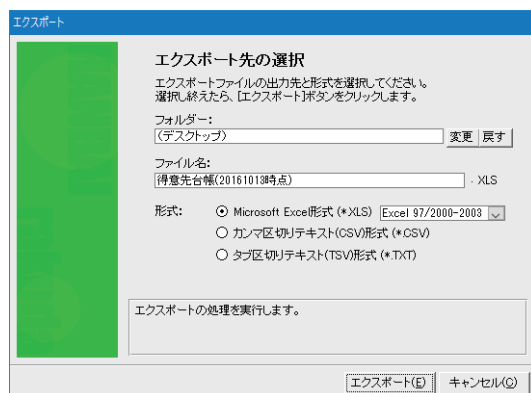 エクスポート
エクスポート先の選択
エクスポートファイルの出力先と形式を選択してください。
選択し終えたら、[エクスポート]ボタンをクリックします。
フォルダー:
(デスクトップ) 変更 戻す
ファイル名:
得意先台帳(20161013時点) . XLS
形式: Microsoft Excel形式 (*.XLS) Excel 97/2000-2003
カンマ区切りテキスト(CSV)形式 (*.CSV)
タブ区切りテキスト(TSV)形式 (*.TXT)
エクスポートの処理を実行します。
エクスポート(E) キャンセル(C)